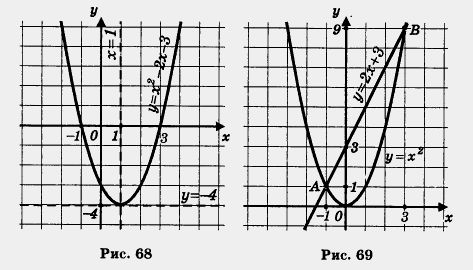 y
x=1
y=x²−2x−3
−1 0 1 3 x
y=−4
−4
Рис. 68
y
9 B
y=2x+3
3
y=x²
A 1
−1 0 3 x
Рис. 69